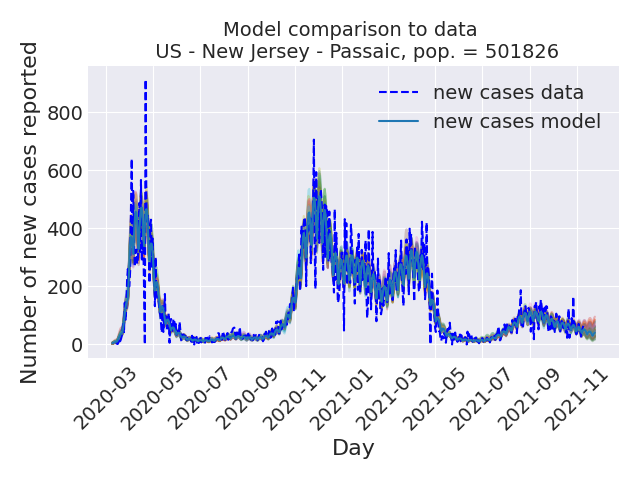 Model comparison to data
US - New Jersey - Passaic, pop. = 501826
Number of new cases reported
800
600
400
200
0
new cases data
new cases model
2020-03
2020-05
2020-07
2020-09
2020-11
2021-01
2021-03
2021-05
2021-07
2021-09
2021-11
Day